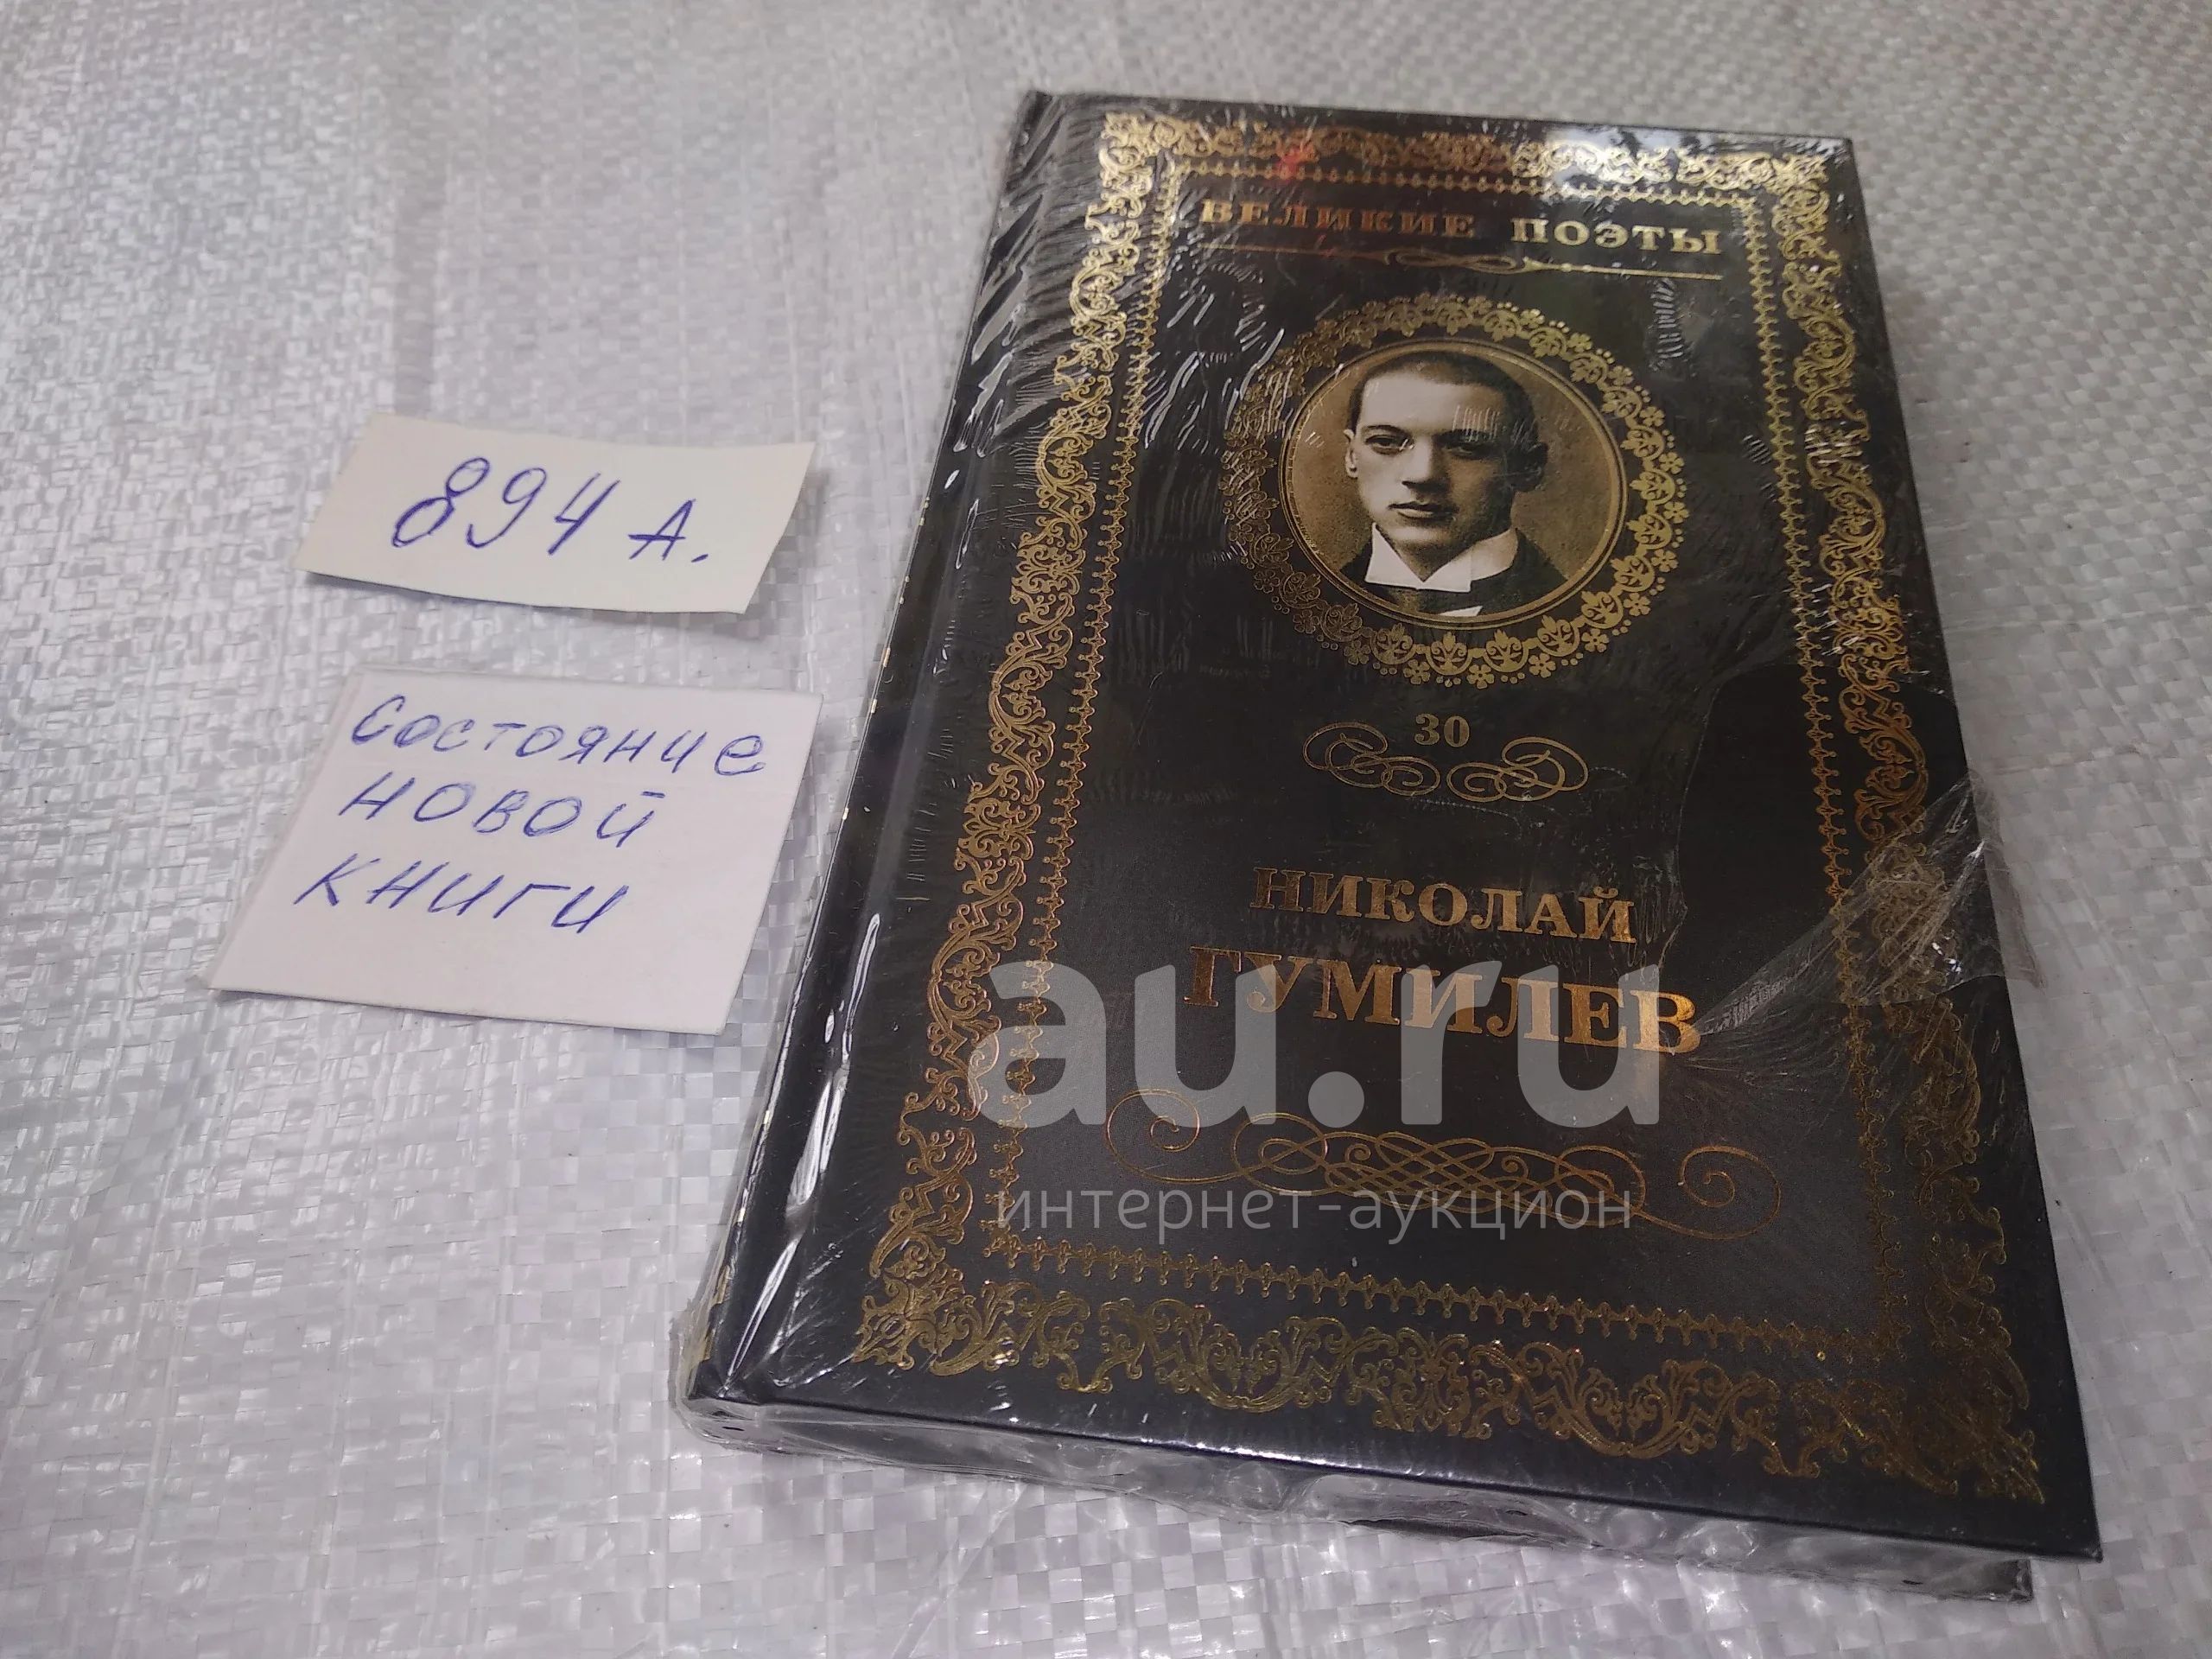 894 А.
Состояние
новой
книги
ВЕЛИКИЕ ПОЭТЫ
30
НИКОЛАЙ
ГУМИЛЕВ
au.ru
интернет-аукцион